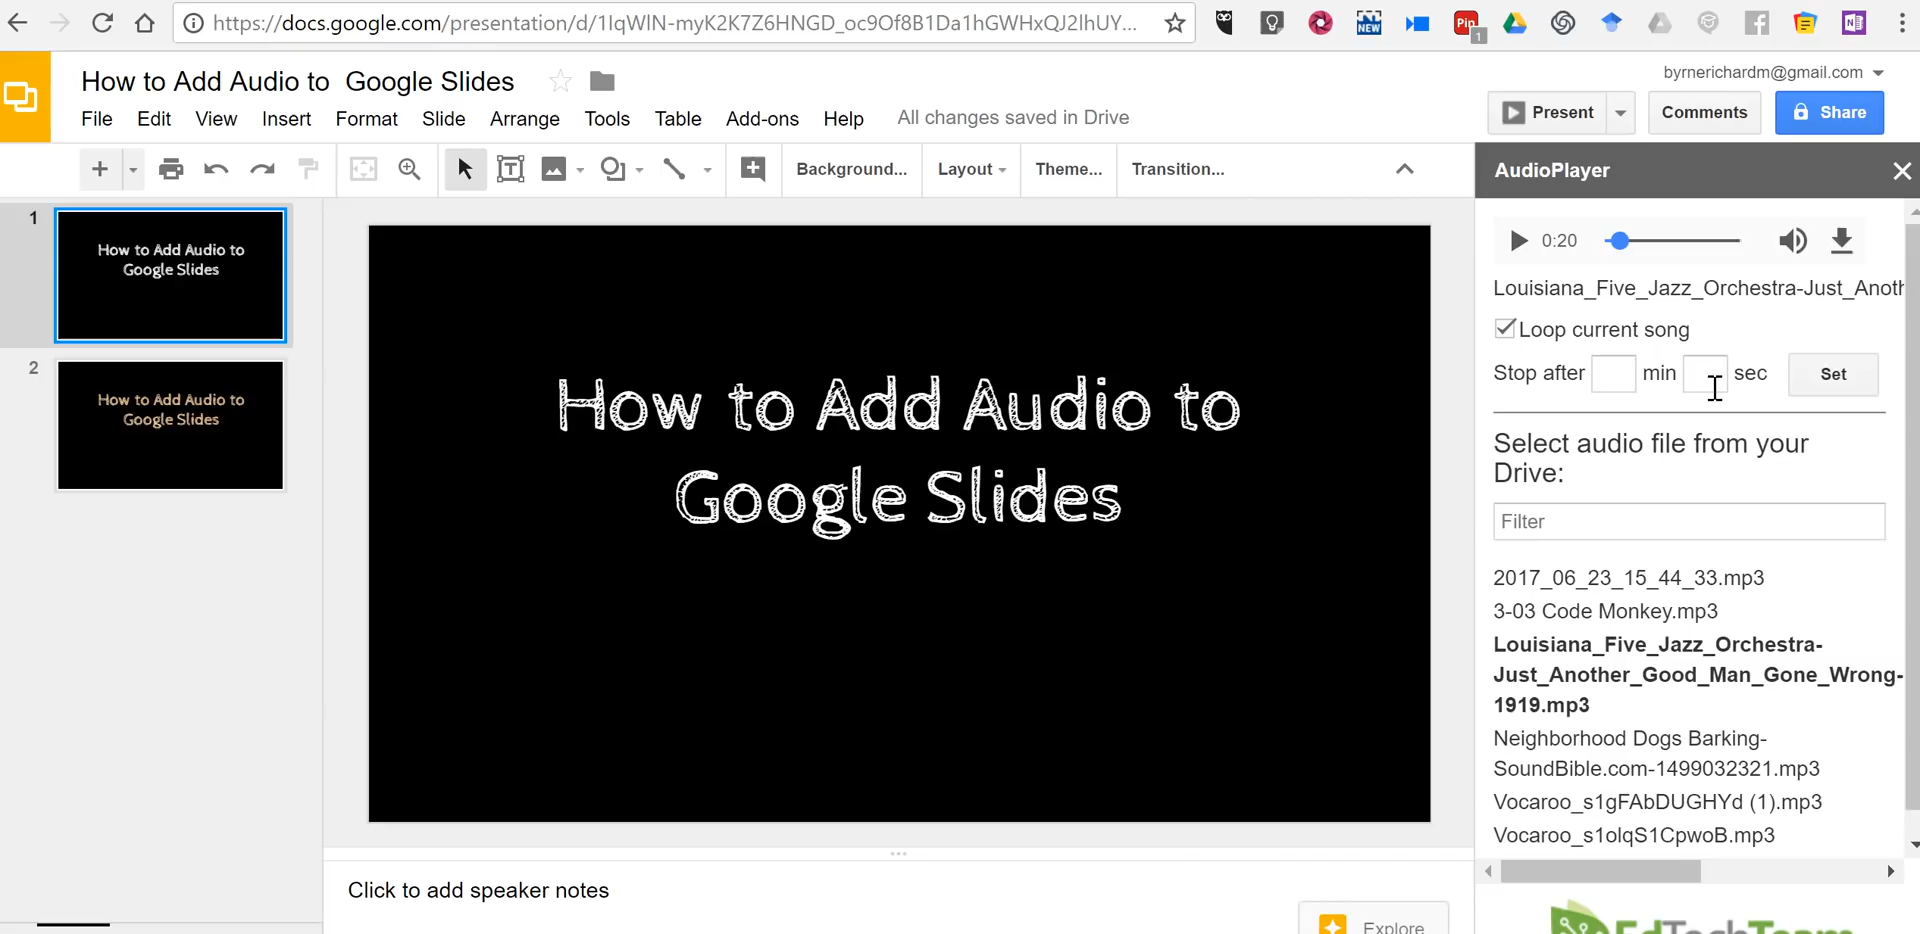 https://docs.google.com/presentation/d/1IqWlN-myK2K7Z6HNGD_oc9Of8B1Da1hGWHxQJ2lhUY...
NEW
Pin
1
How to Add Audio to Google Slides
byrnerichardm@gmail.com
File Edit View Insert Format Slide Arrange Tools Table Add-ons Help All changes saved in Drive
Present
Comments
Share
Background...
Layout
Theme...
Transition...
AudioPlayer
1
How to Add Audio to
Google Slides
2
How to Add Audio to
Google Slides
How to Add Audio to
Google Slides
Click to add speaker notes
Explore
0:20
Louisiana_Five_Jazz_Orchestra-Just_Anoth
Loop current song
Stop after min sec Set
Select audio file from your
Drive:
Filter
2017_06_23_15_44_33.mp3
3-03 Code Monkey.mp3
Louisiana_Five_Jazz_Orchestra-
Just_Another_Good_Man_Gone_Wrong-
1919.mp3
Neighborhood Dogs Barking-
SoundBible.com-1499032321.mp3
Vocaroo_s1gFAbDUGHYd (1).mp3
Vocaroo_s1olqS1CpwoB.mp3
EdTechTeam